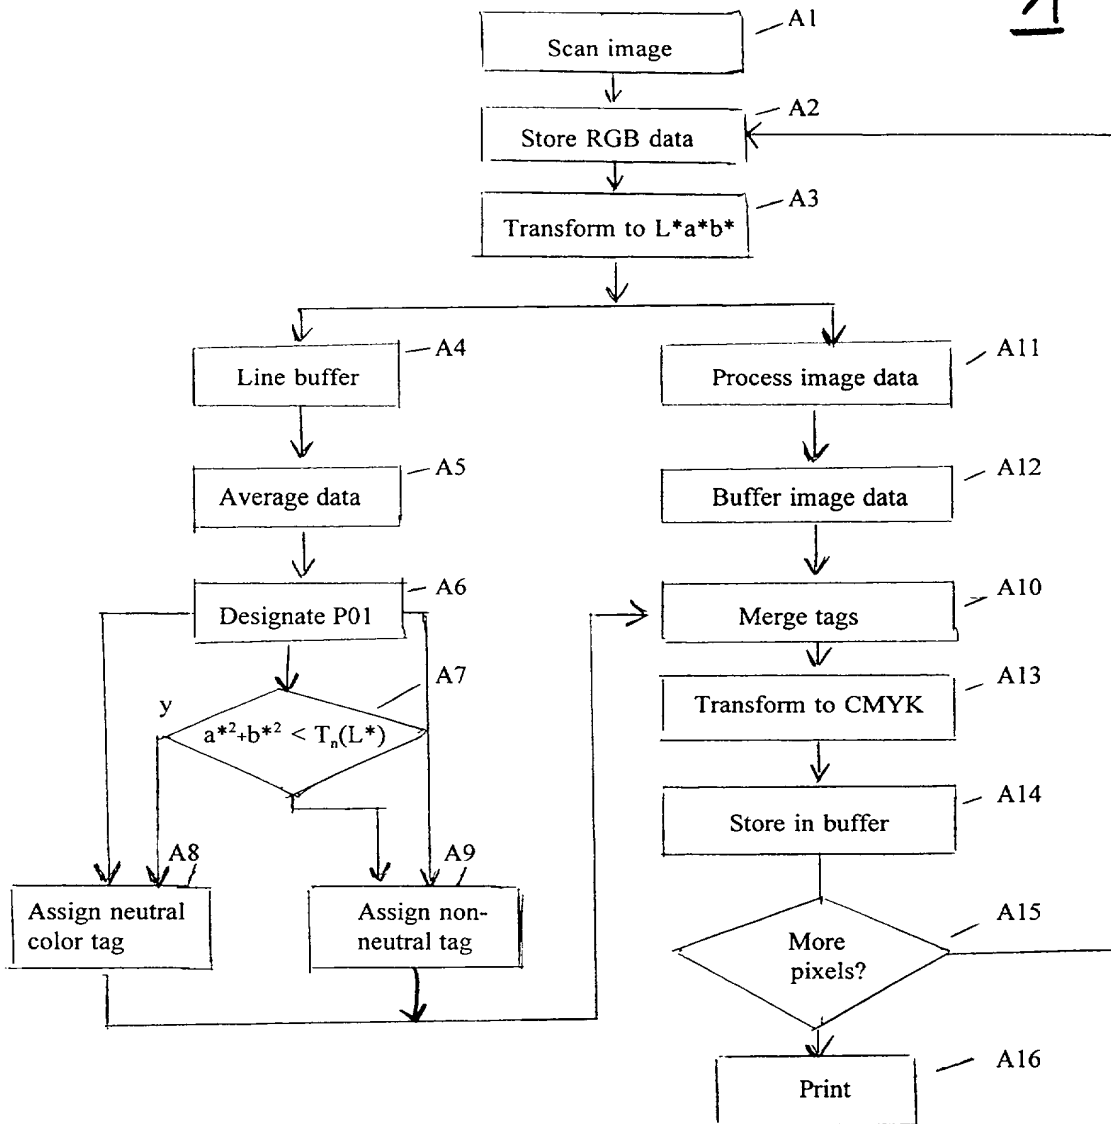 A1
Scan image
A2
Store RGB data
A3
Transform to L*a*b*
A4
Line buffer
A5
Average data
A6
Designate P01
A7
y
a*²+b*² < Tₙ(L*)
A8
Assign neutral
color tag
A9
Assign non-
neutral tag
A11
Process image data
A12
Buffer image data
A10
Merge tags
A13
Transform to CMYK
A14
Store in buffer
A15
More
pixels?
A16
Print